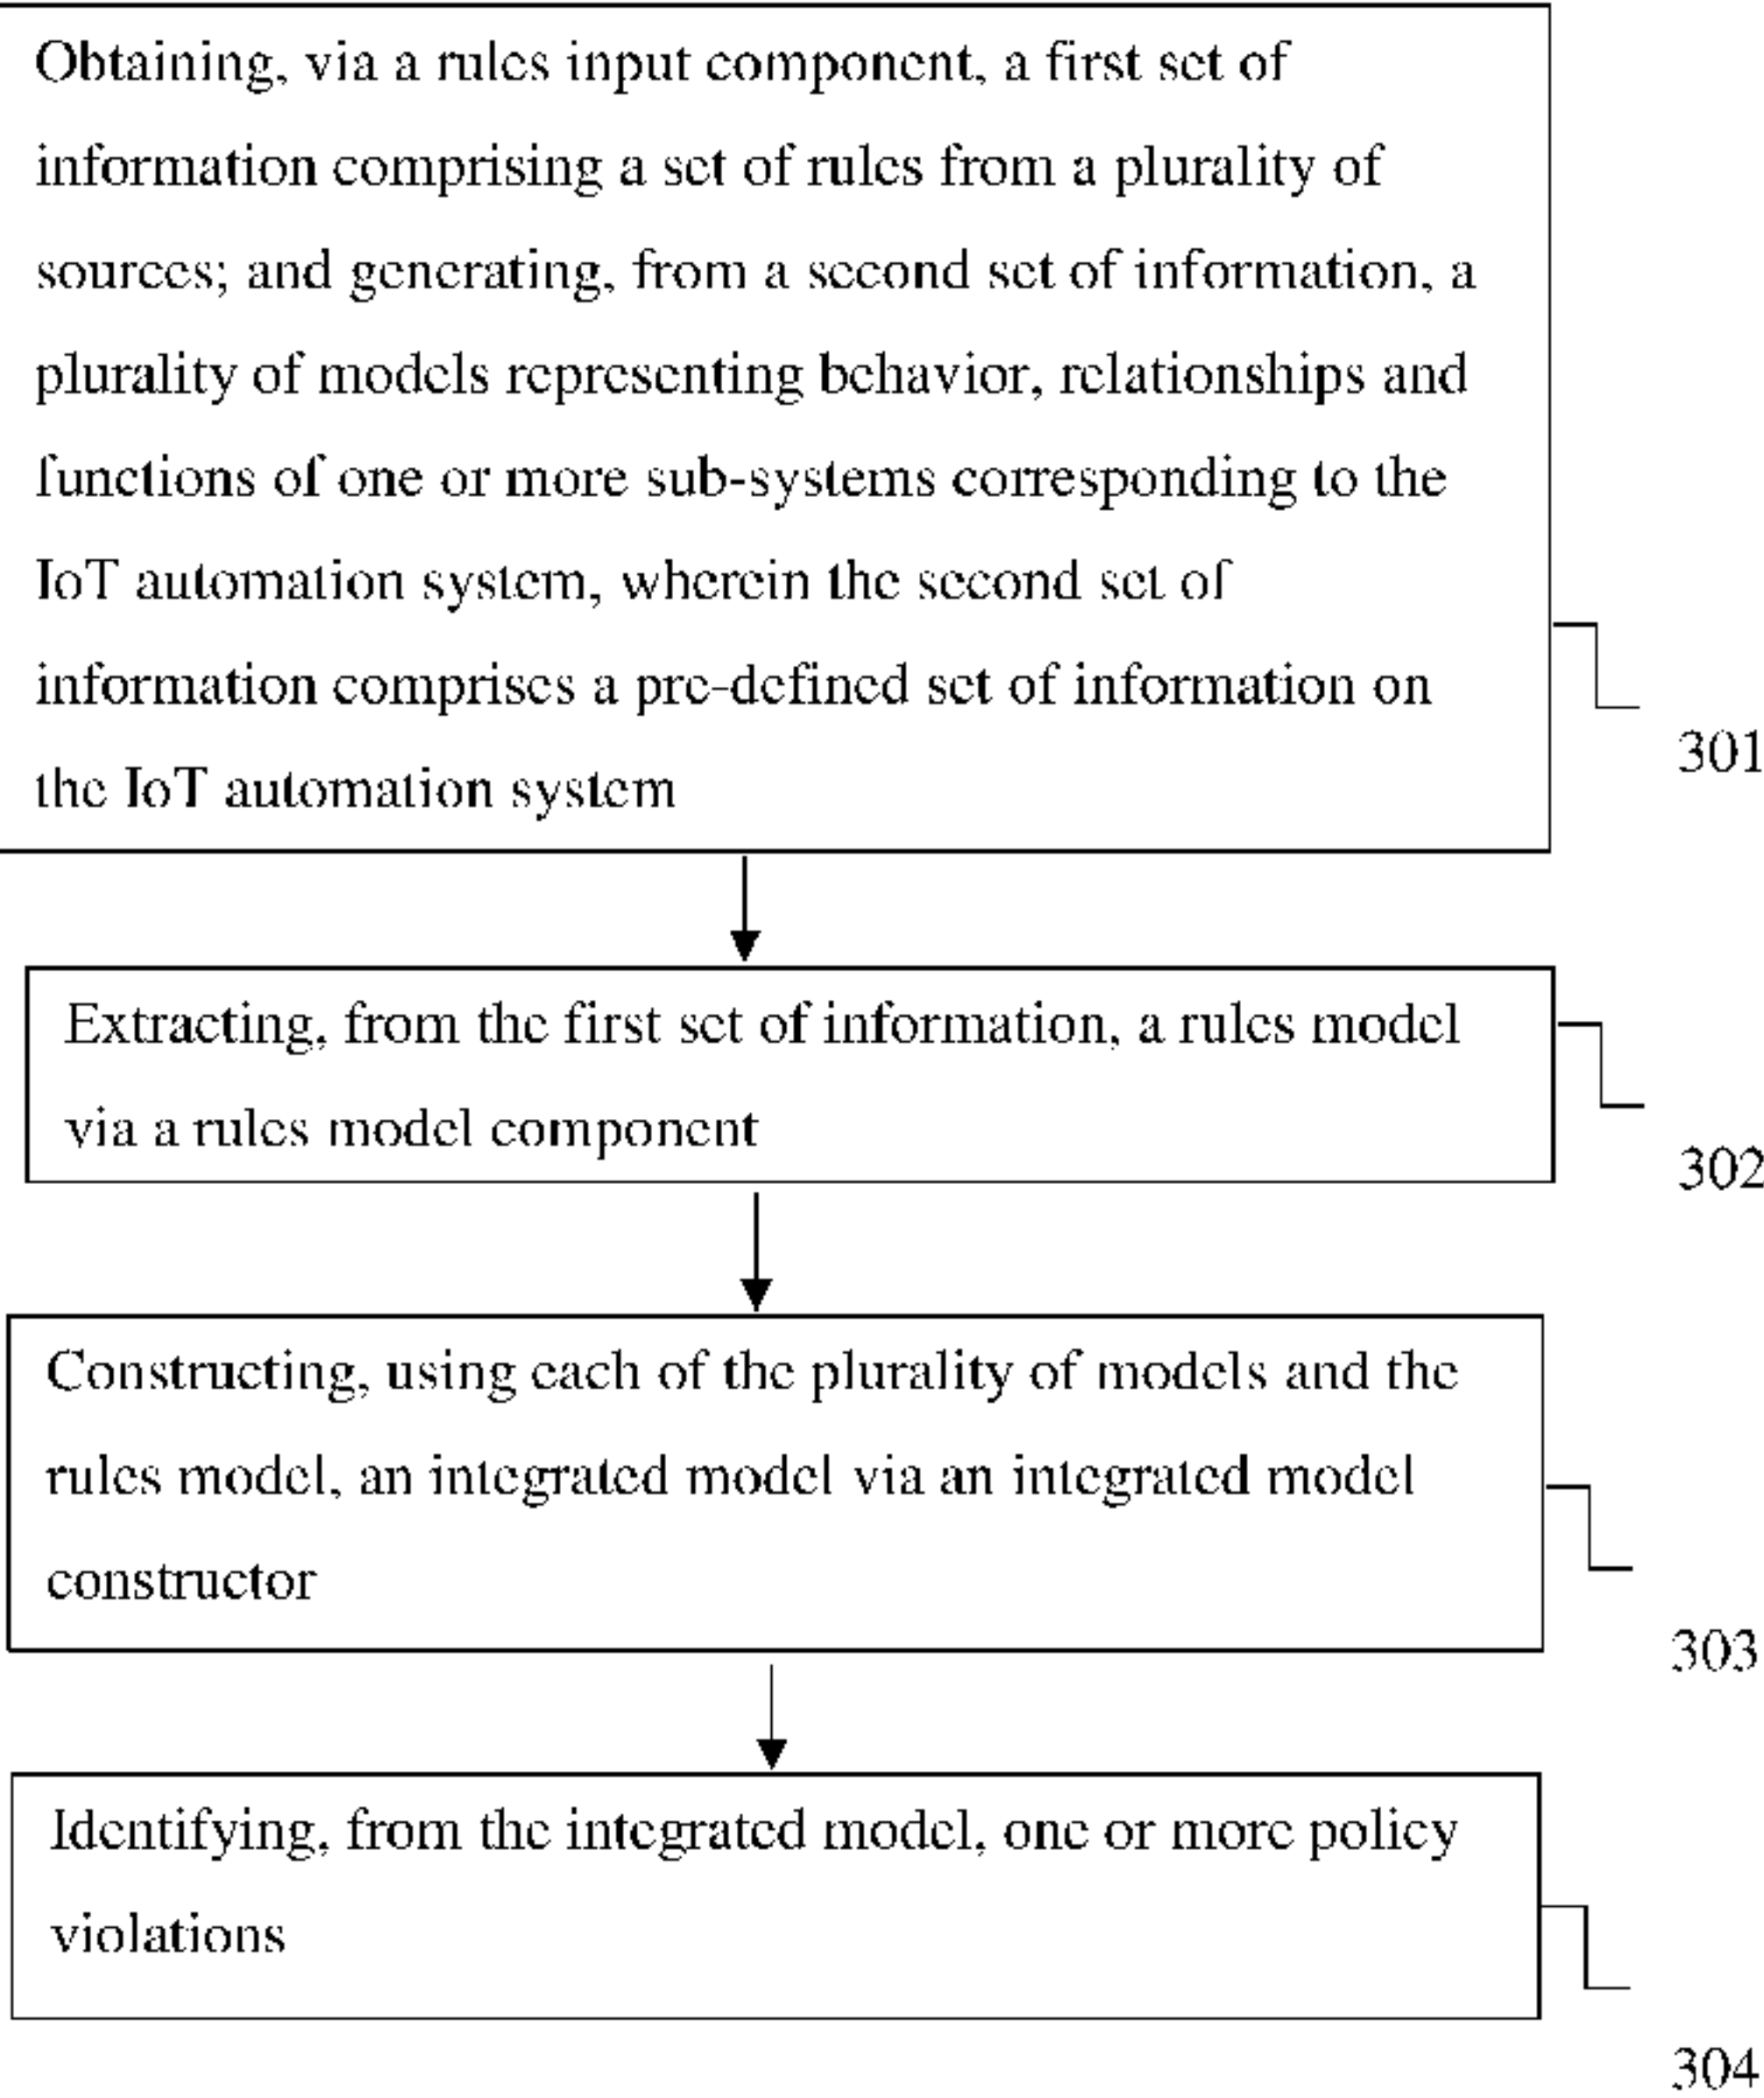 Obtaining, via a rules input component, a first set of
information comprising a set of rules from a plurality of
sources; and generating, from a second set of information, a
plurality of models representing behavior, relationships and
functions of one or more sub-systems corresponding to the
IoT automation system, wherein the second set of
information comprises a pre-defined set of information on
the IoT automation system
301
Extracting, from the first set of information, a rules model
via a rules model component
302
Constructing, using each of the plurality of models and the
rules model, an integrated model via an integrated model
constructor
303
Identifying, from the integrated model, one or more policy
violations
304